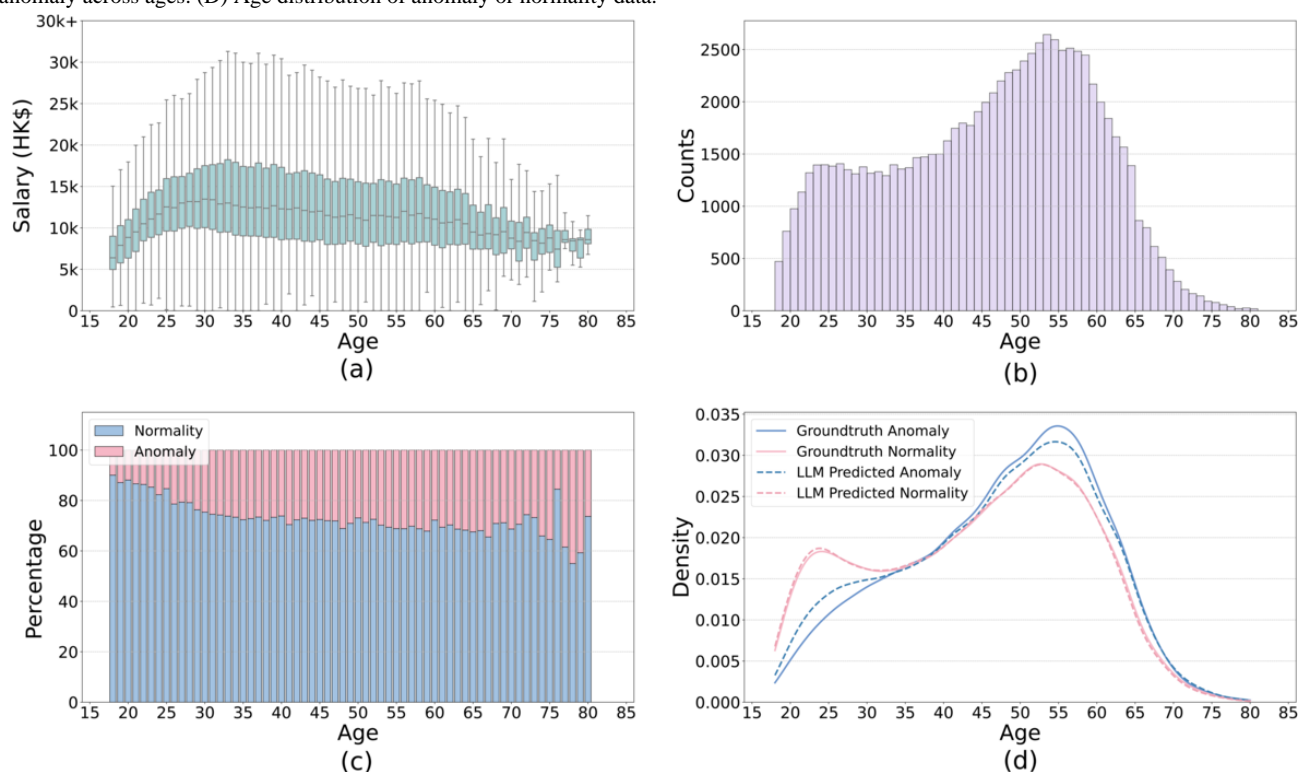 anomaly across ages. (D) Age distribution of anomaly or normality data.
30k+
30k
25k
20k
15k
10k
5k
0
Salary (HK$)
15 20 25 30 35 40 45 50 55 60 65 70 75 80 85
Age
(a)
2500
2000
1500
1000
500
0
Counts
15 20 25 30 35 40 45 50 55 60 65 70 75 80 85
Age
(b)
Normality
Anomaly
100
80
60
40
20
0
Percentage
15 20 25 30 35 40 45 50 55 60 65 70 75 80 85
Age
(c)
Groundtruth Anomaly
Groundtruth Normality
LLM Predicted Anomaly
LLM Predicted Normality
0.035
0.030
0.025
0.020
0.015
0.010
0.005
0.000
Density
15 20 25 30 35 40 45 50 55 60 65 70 75 80 85
Age
(d)